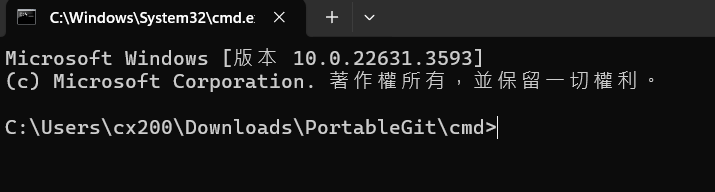 C:\Windows\System32\cmd.e
Microsoft Windows [版本 10.0.22631.3593]
(c) Microsoft Corporation. 著作權所有，並保留一切權利。
C:\Users\cx200\Downloads\PortableGit\cmd>